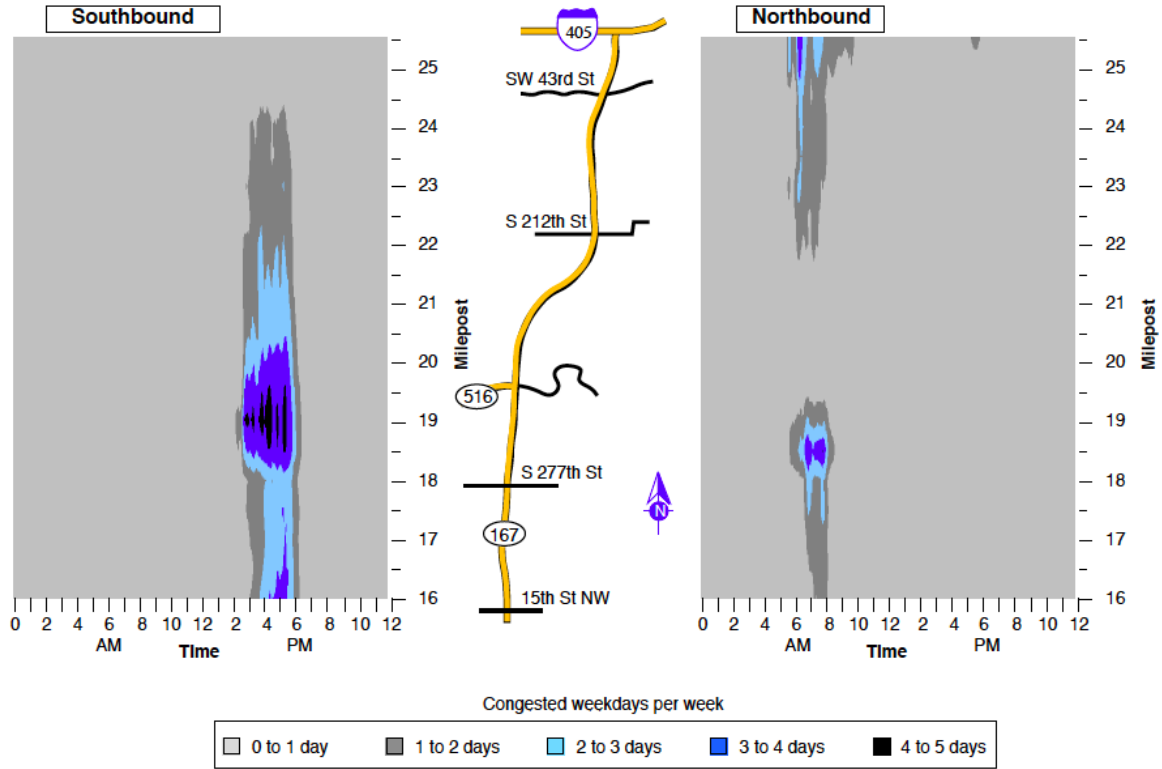 Southbound
25
24
23
22
21
20
19
18
17
16
Milepost
0 2 4 6 8 10 12 2 4 6 8 10 12
AM PM
Time
405
SW 43rd St
S 212th St
516
S 277th St
N
167
15th St NW
Northbound
25
24
23
22
21
20
19
18
17
16
Milepost
0 2 4 6 8 10 12 2 4 6 8 10 12
AM PM
Time
Congested weekdays per week
0 to 1 day 1 to 2 days 2 to 3 days 3 to 4 days 4 to 5 days